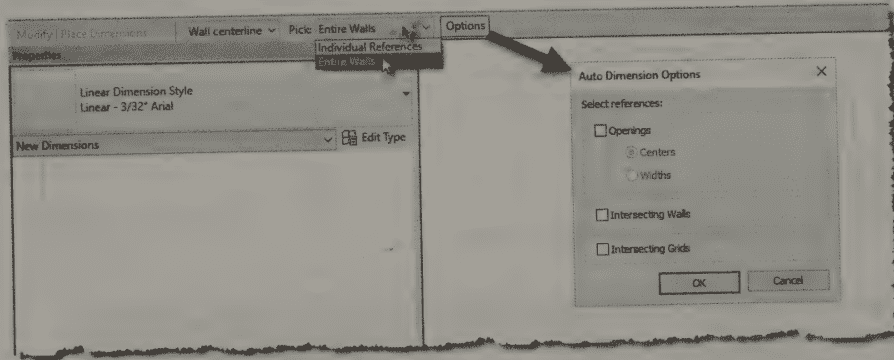 Modify | Place Dimensions
Wall centerline
Pick: Entire Walls
Options
Individual References
Entire Walls
Properties
Linear Dimension Style
Linear - 3/32" Arial
New Dimensions
Edit Type
Auto Dimension Options
Select references:
Openings
Centers
Widths
Intersecting Walls
Intersecting Grids
OK
Cancel